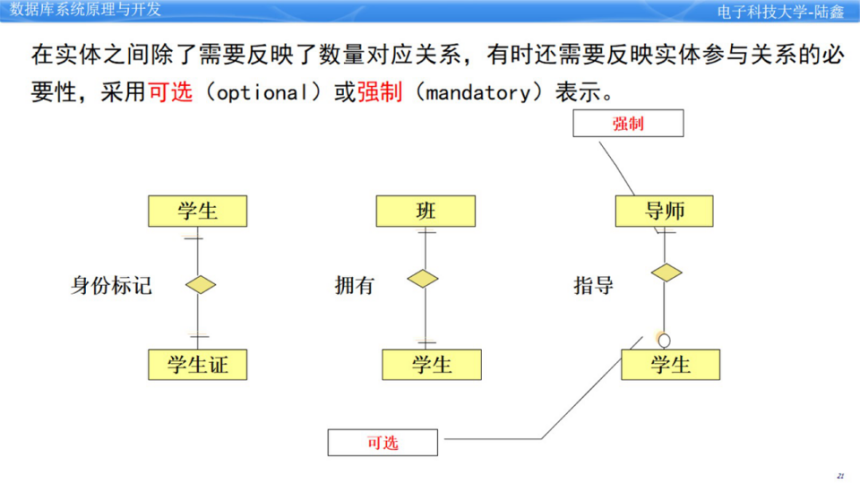 数据库系统原理与开发
电子科技大学-陆鑫
在实体之间除了需要反映了数量对应关系，有时还需要反映实体参与关系的必
要性，采用可选（optional）或强制（mandatory）表示。
强制
学生
班
导师
身份标记
拥有
指导
学生证
学生
学生
可选
21